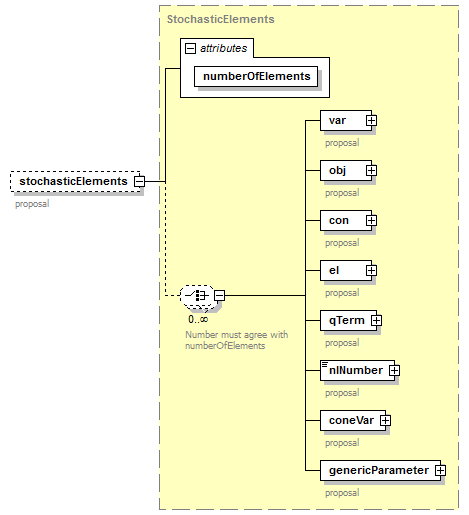 StochasticElements
attributes
numberOfElements
var
proposal
obj
proposal
stochasticElements
proposal
con
proposal
el
proposal
0..∞
Number must agree with
numberOfElements
qTerm
proposal
nlNumber
proposal
coneVar
proposal
genericParameter
proposal